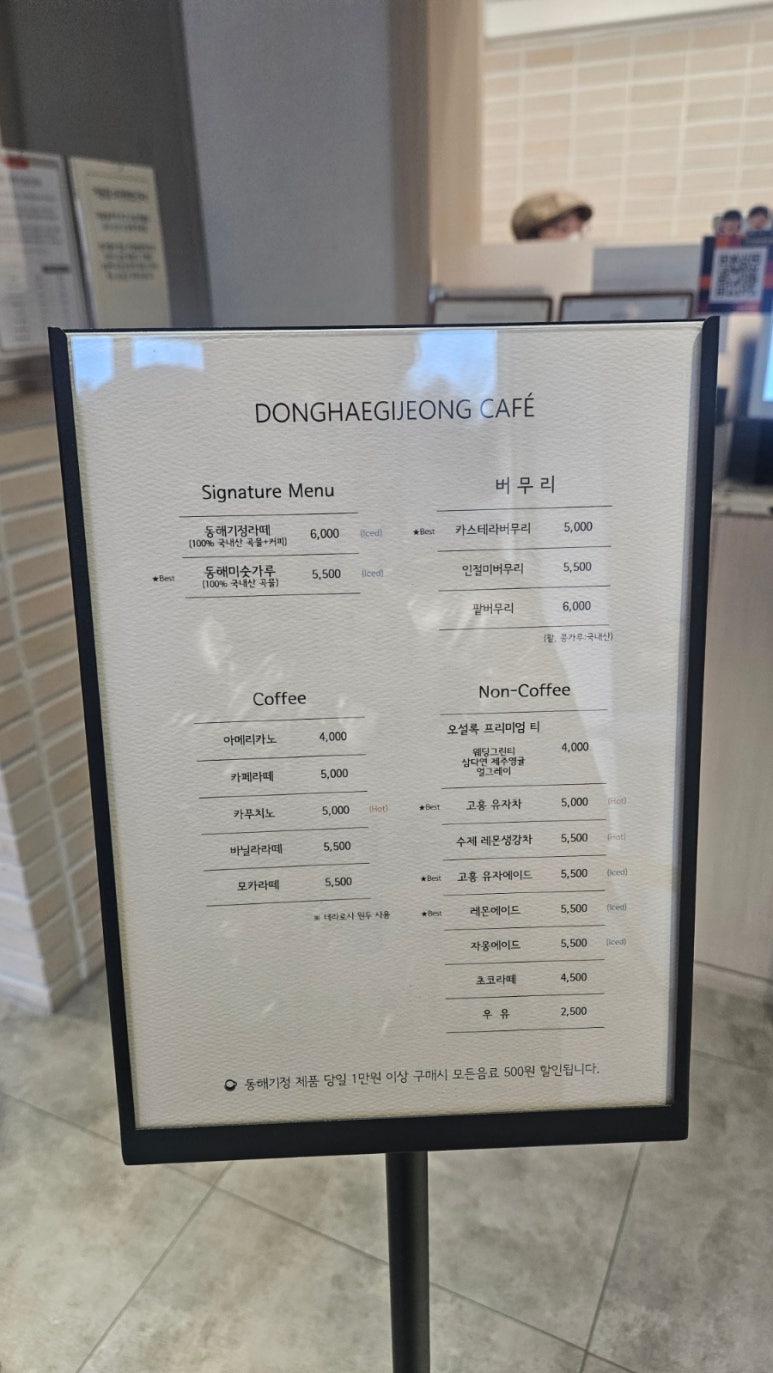 DONGHAEGIJEONG CAFÉ
Signature Menu
동해기정라떼 6,000 (Iced)
(100% 국내산 곡물+커피)
★Best 동해미숫가루 5,500 (Iced)
(100% 국내산 곡물)
버무리
★Best 카스테라버무리 5,000
인절미버무리 5,500
팥버무리 6,000
(팥, 콩가루:국내산)
Coffee
아메리카노 4,000
카페라떼 5,000
카푸치노 5,000 (Hot)
바닐라라떼 5,500
모카라떼 5,500
※ 테라로사 원두 사용
Non-Coffee
오설록 프리미엄 티
웨딩그린티 4,000
삼다연 제주영귤
얼그레이
★Best 고흥 유자차 5,000 (Hot)
수제 레몬생강차 5,500 (Hot)
★Best 고흥 유자에이드 5,500 (Iced)
★Best 레몬에이드 5,500 (Iced)
자몽에이드 5,500 (Iced)
초코라떼 4,500
우 유 2,500
동해기정 제품 당일 1만원 이상 구매시 모든음료 500원 할인됩니다.